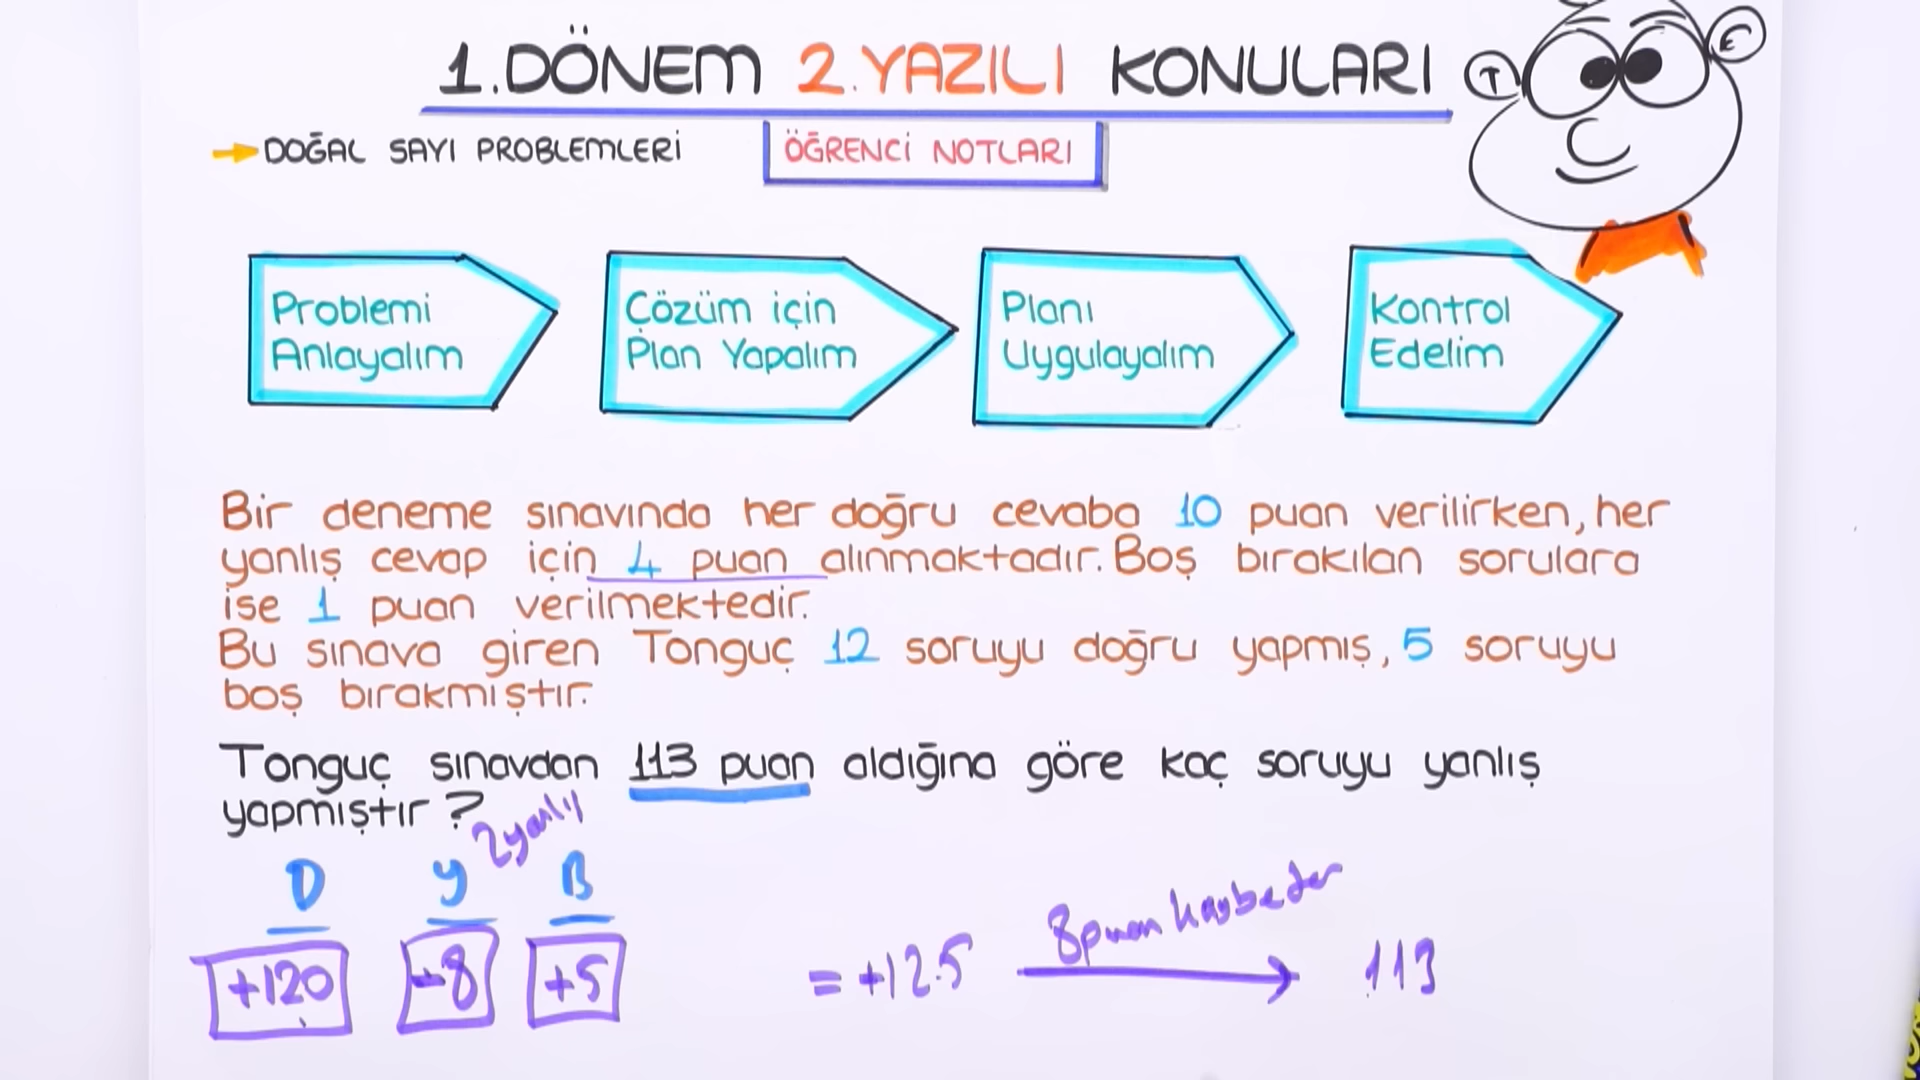 1.DÖNEM 2.YAZILI KONULARI
T
E
DOĞAL SAYI PROBLEMLERİ
ÖĞRENCİ NOTLARI
Problemi
Anlayalım
Çözüm için
Plan Yapalım
Planı
Uygulayalım
Kontrol
Edelim
Bir deneme sınavında her doğru cevaba 10 puan verilirken, her
yanlış cevap için 4 puan alınmaktadır. Boş bırakılan sorulara
ise 1 puan verilmektedir.
Bu sınava giren Tonguç 12 soruyu doğru yapmış, 5 soruyu
boş bırakmıştır.
Tonguç sınavdan 113 puan aldığına göre kaç soruyu yanlış
yapmıştır?
2 yanlış
D Y B
+120 -8 +5 = +125 8 puan kaybeder 113